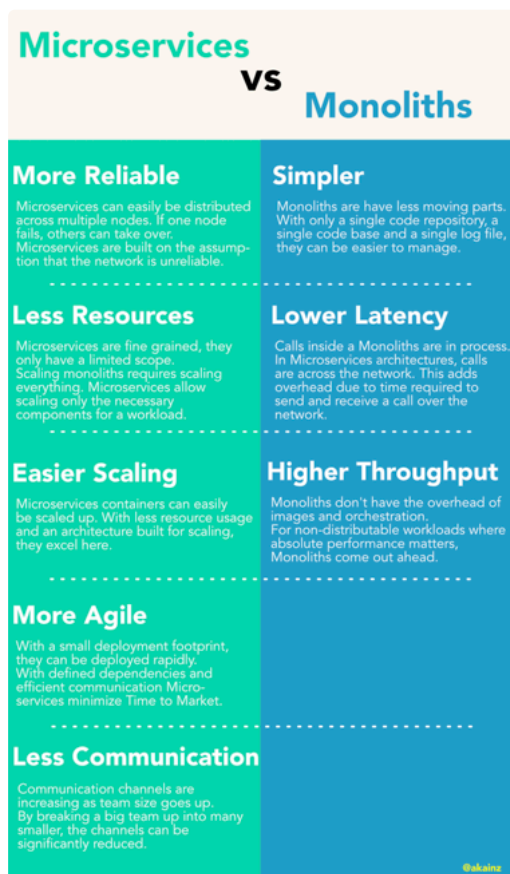 Microservices
vs
Monoliths
More Reliable
Microservices can easily be distributed
across multiple nodes. If one node
fails, others can take over.
Microservices are built on the assump-
tion that the network is unreliable.
Simpler
Monoliths are have less moving parts.
With only a single code repository, a
single code base and a single log file,
they can be easier to manage.
Less Resources
Microservices are fine grained, they
only have a limited scope.
Scaling monoliths requires scaling
everything. Microservices allow
scaling only the necessary
components for a workload.
Lower Latency
Calls inside a Monoliths are in process.
In Microservices architectures, calls
are across the network. This adds
overhead due to time required to
send and receive a call over the
network.
Easier Scaling
Microservices containers can easily
be scaled up. With less resource usage
and an architecture built for scaling,
they excel here.
Higher Throughput
Monoliths don't have the overhead of
images and orchestration.
For non-distributable workloads where
absolute performance matters,
Monoliths come out ahead.
More Agile
With a small deployment footprint,
they can be deployed rapidly.
With defined dependencies and
efficient communication Micro-
services minimize Time to Market.
Less Communication
Communication channels are
increasing as team size goes up.
By breaking a big team up into many
smaller, the channels can be
significantly reduced.
@akainz